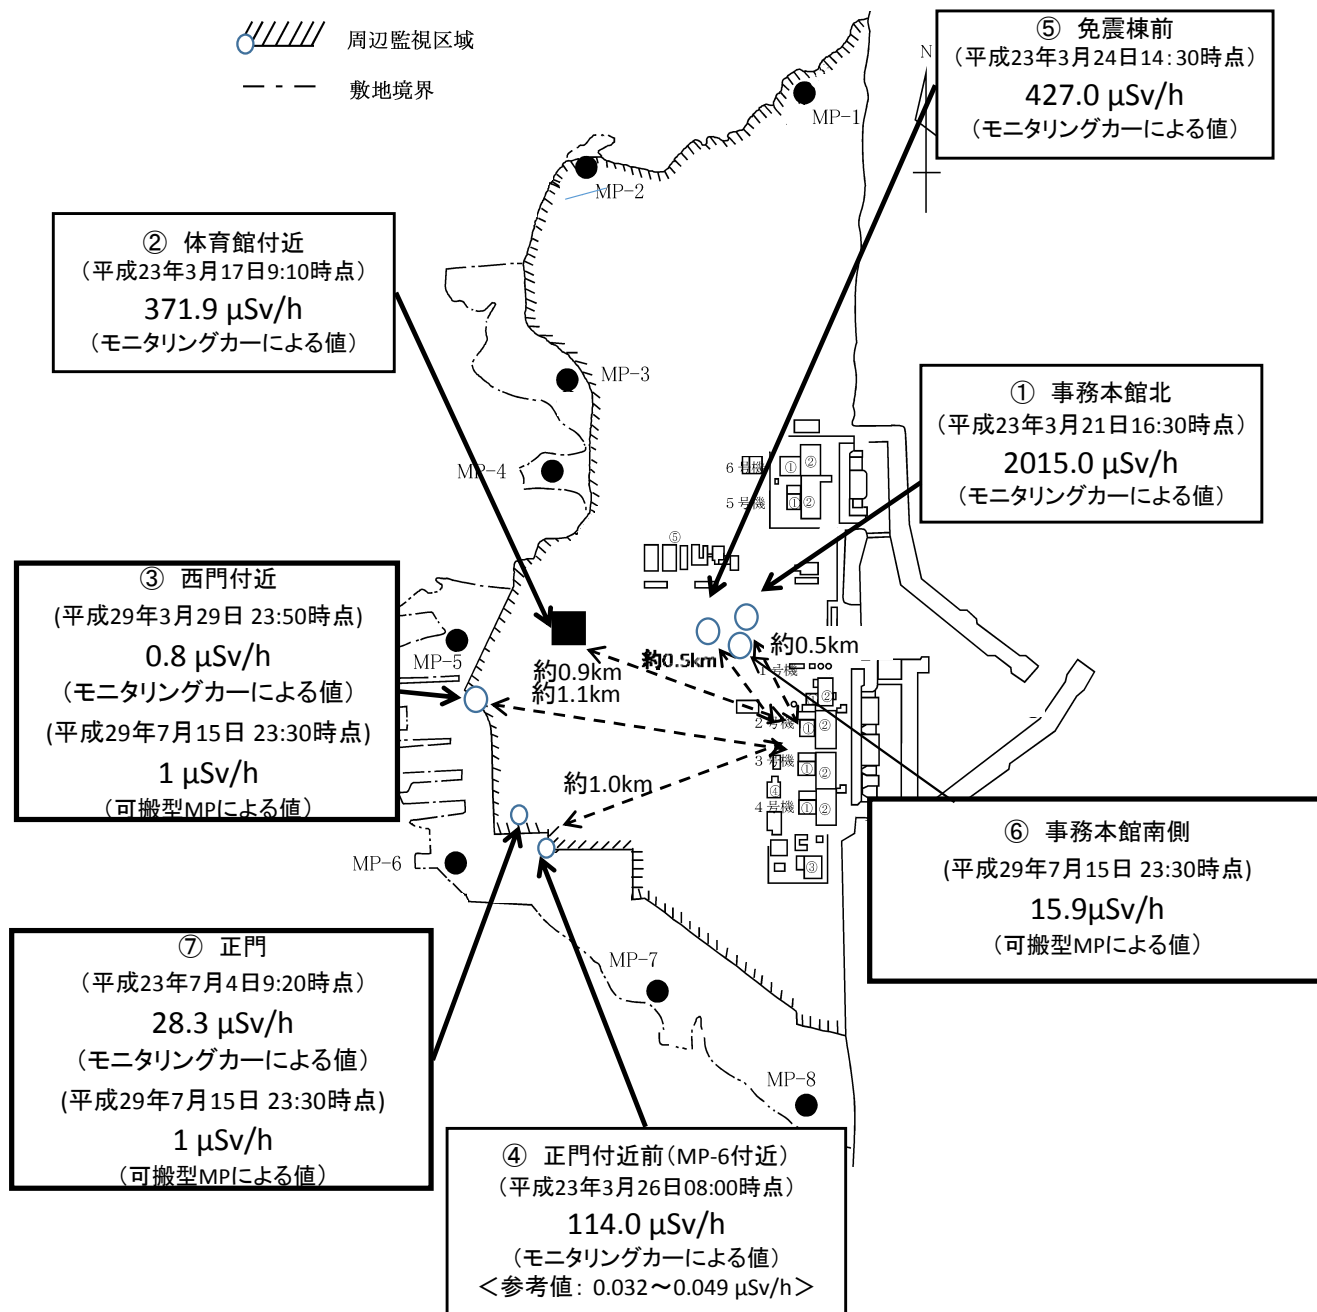 周辺監視区域
敷地境界
⑤ 免震棟前
(平成23年3月24日14:30時点)
427.0 μSv/h
(モニタリングカーによる値)
N
MP-1
MP-2
② 体育館付近
(平成23年3月17日9:10時点)
371.9 μSv/h
(モニタリングカーによる値)
MP-3
① 事務本館北
(平成23年3月21日16:30時点)
2015.0 μSv/h
(モニタリングカーによる値)
MP-4
6号機
①
②
5号機
①
②
⑤
③ 西門付近
(平成29年3月29日 23:50時点)
0.8 μSv/h
(モニタリングカーによる値)
(平成29年7月15日 23:30時点)
1 μSv/h
(可搬型MPによる値)
MP-5
約0.9km
約1.1km
約0.5km
約0.5km
1号機
②
2号機
①
②
3号機
①
②
約1.0km
④
4号機
①
②
③
MP-6
⑥ 事務本館南側
(平成29年7月15日 23:30時点)
15.9μSv/h
(可搬型MPによる値)
⑦ 正門
(平成23年7月4日9:20時点)
28.3 μSv/h
(モニタリングカーによる値)
(平成29年7月15日 23:30時点)
1 μSv/h
(可搬型MPによる値)
MP-7
MP-8
④ 正門付近前(MP-6付近)
(平成23年3月26日08:00時点)
114.0 μSv/h
(モニタリングカーによる値)
<参考値: 0.032～0.049 μSv/h>